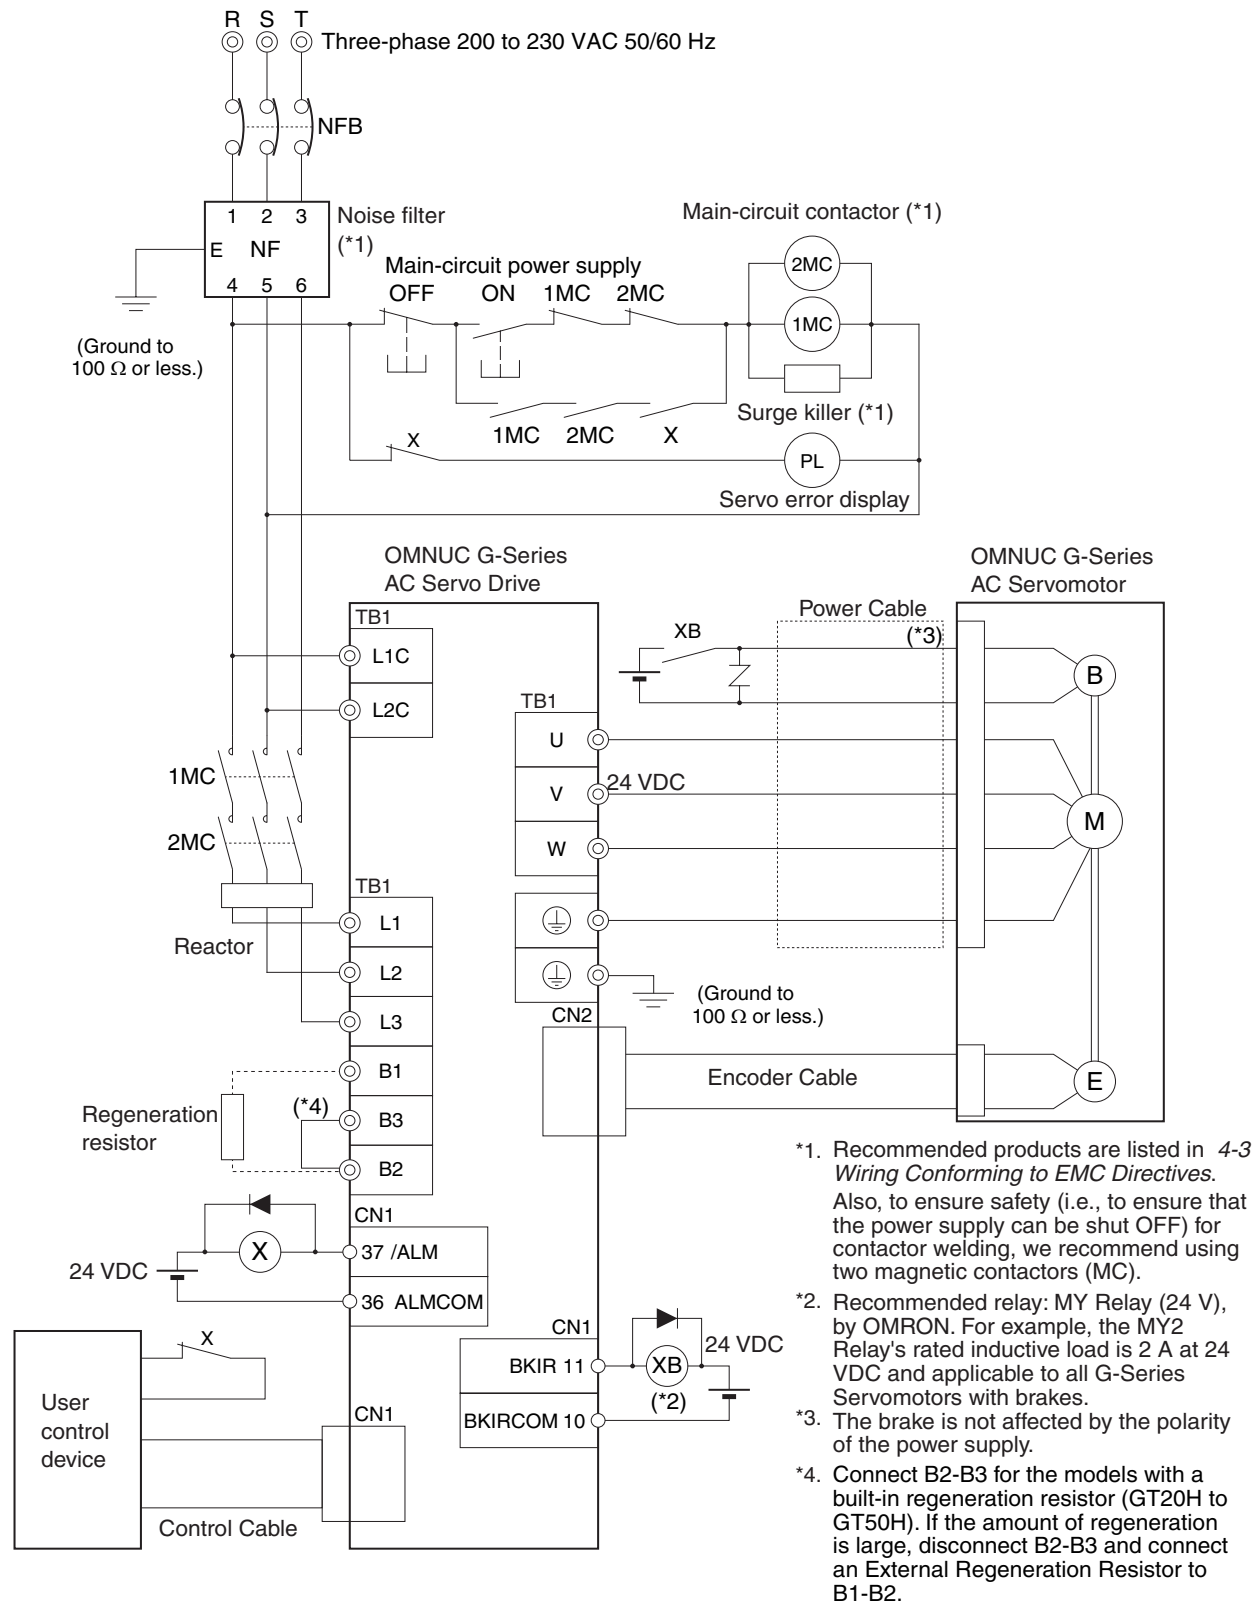 R S T
Three-phase 200 to 230 VAC 50/60 Hz
NFB
1 2 3
Noise filter
(*1)
E NF
4 5 6
Main-circuit contactor (*1)
2MC
Main-circuit power supply
OFF ON 1MC 2MC
1MC
(Ground to
100 Ω or less.)
Surge killer (*1)
1MC 2MC X
X
PL
Servo error display
OMNUC G-Series
AC Servo Drive
OMNUC G-Series
AC Servomotor
TB1
L1C
L2C
Power Cable
(*3)
XB
B
TB1
U
V
24 VDC
W
M
1MC
2MC
Reactor
TB1
L1
L2
L3
B1
B3
B2
(*4)
Regeneration
resistor
(Ground to
100 Ω or less.)
CN2
Encoder Cable
E
CN1
X
37 /ALM
24 VDC
36 ALMCOM
X
User
control
device
CN1
Control Cable
CN1
BKIR 11
XB
24 VDC
(*2)
BKIRCOM 10
*1. Recommended products are listed in 4-3
Wiring Conforming to EMC Directives.
Also, to ensure safety (i.e., to ensure that
the power supply can be shut OFF) for
contactor welding, we recommend using
two magnetic contactors (MC).
*2. Recommended relay: MY Relay (24 V),
by OMRON. For example, the MY2
Relay's rated inductive load is 2 A at 24
VDC and applicable to all G-Series
Servomotors with brakes.
*3. The brake is not affected by the polarity
of the power supply.
*4. Connect B2-B3 for the models with a
built-in regeneration resistor (GT20H to
GT50H). If the amount of regeneration
is large, disconnect B2-B3 and connect
an External Regeneration Resistor to
B1-B2.